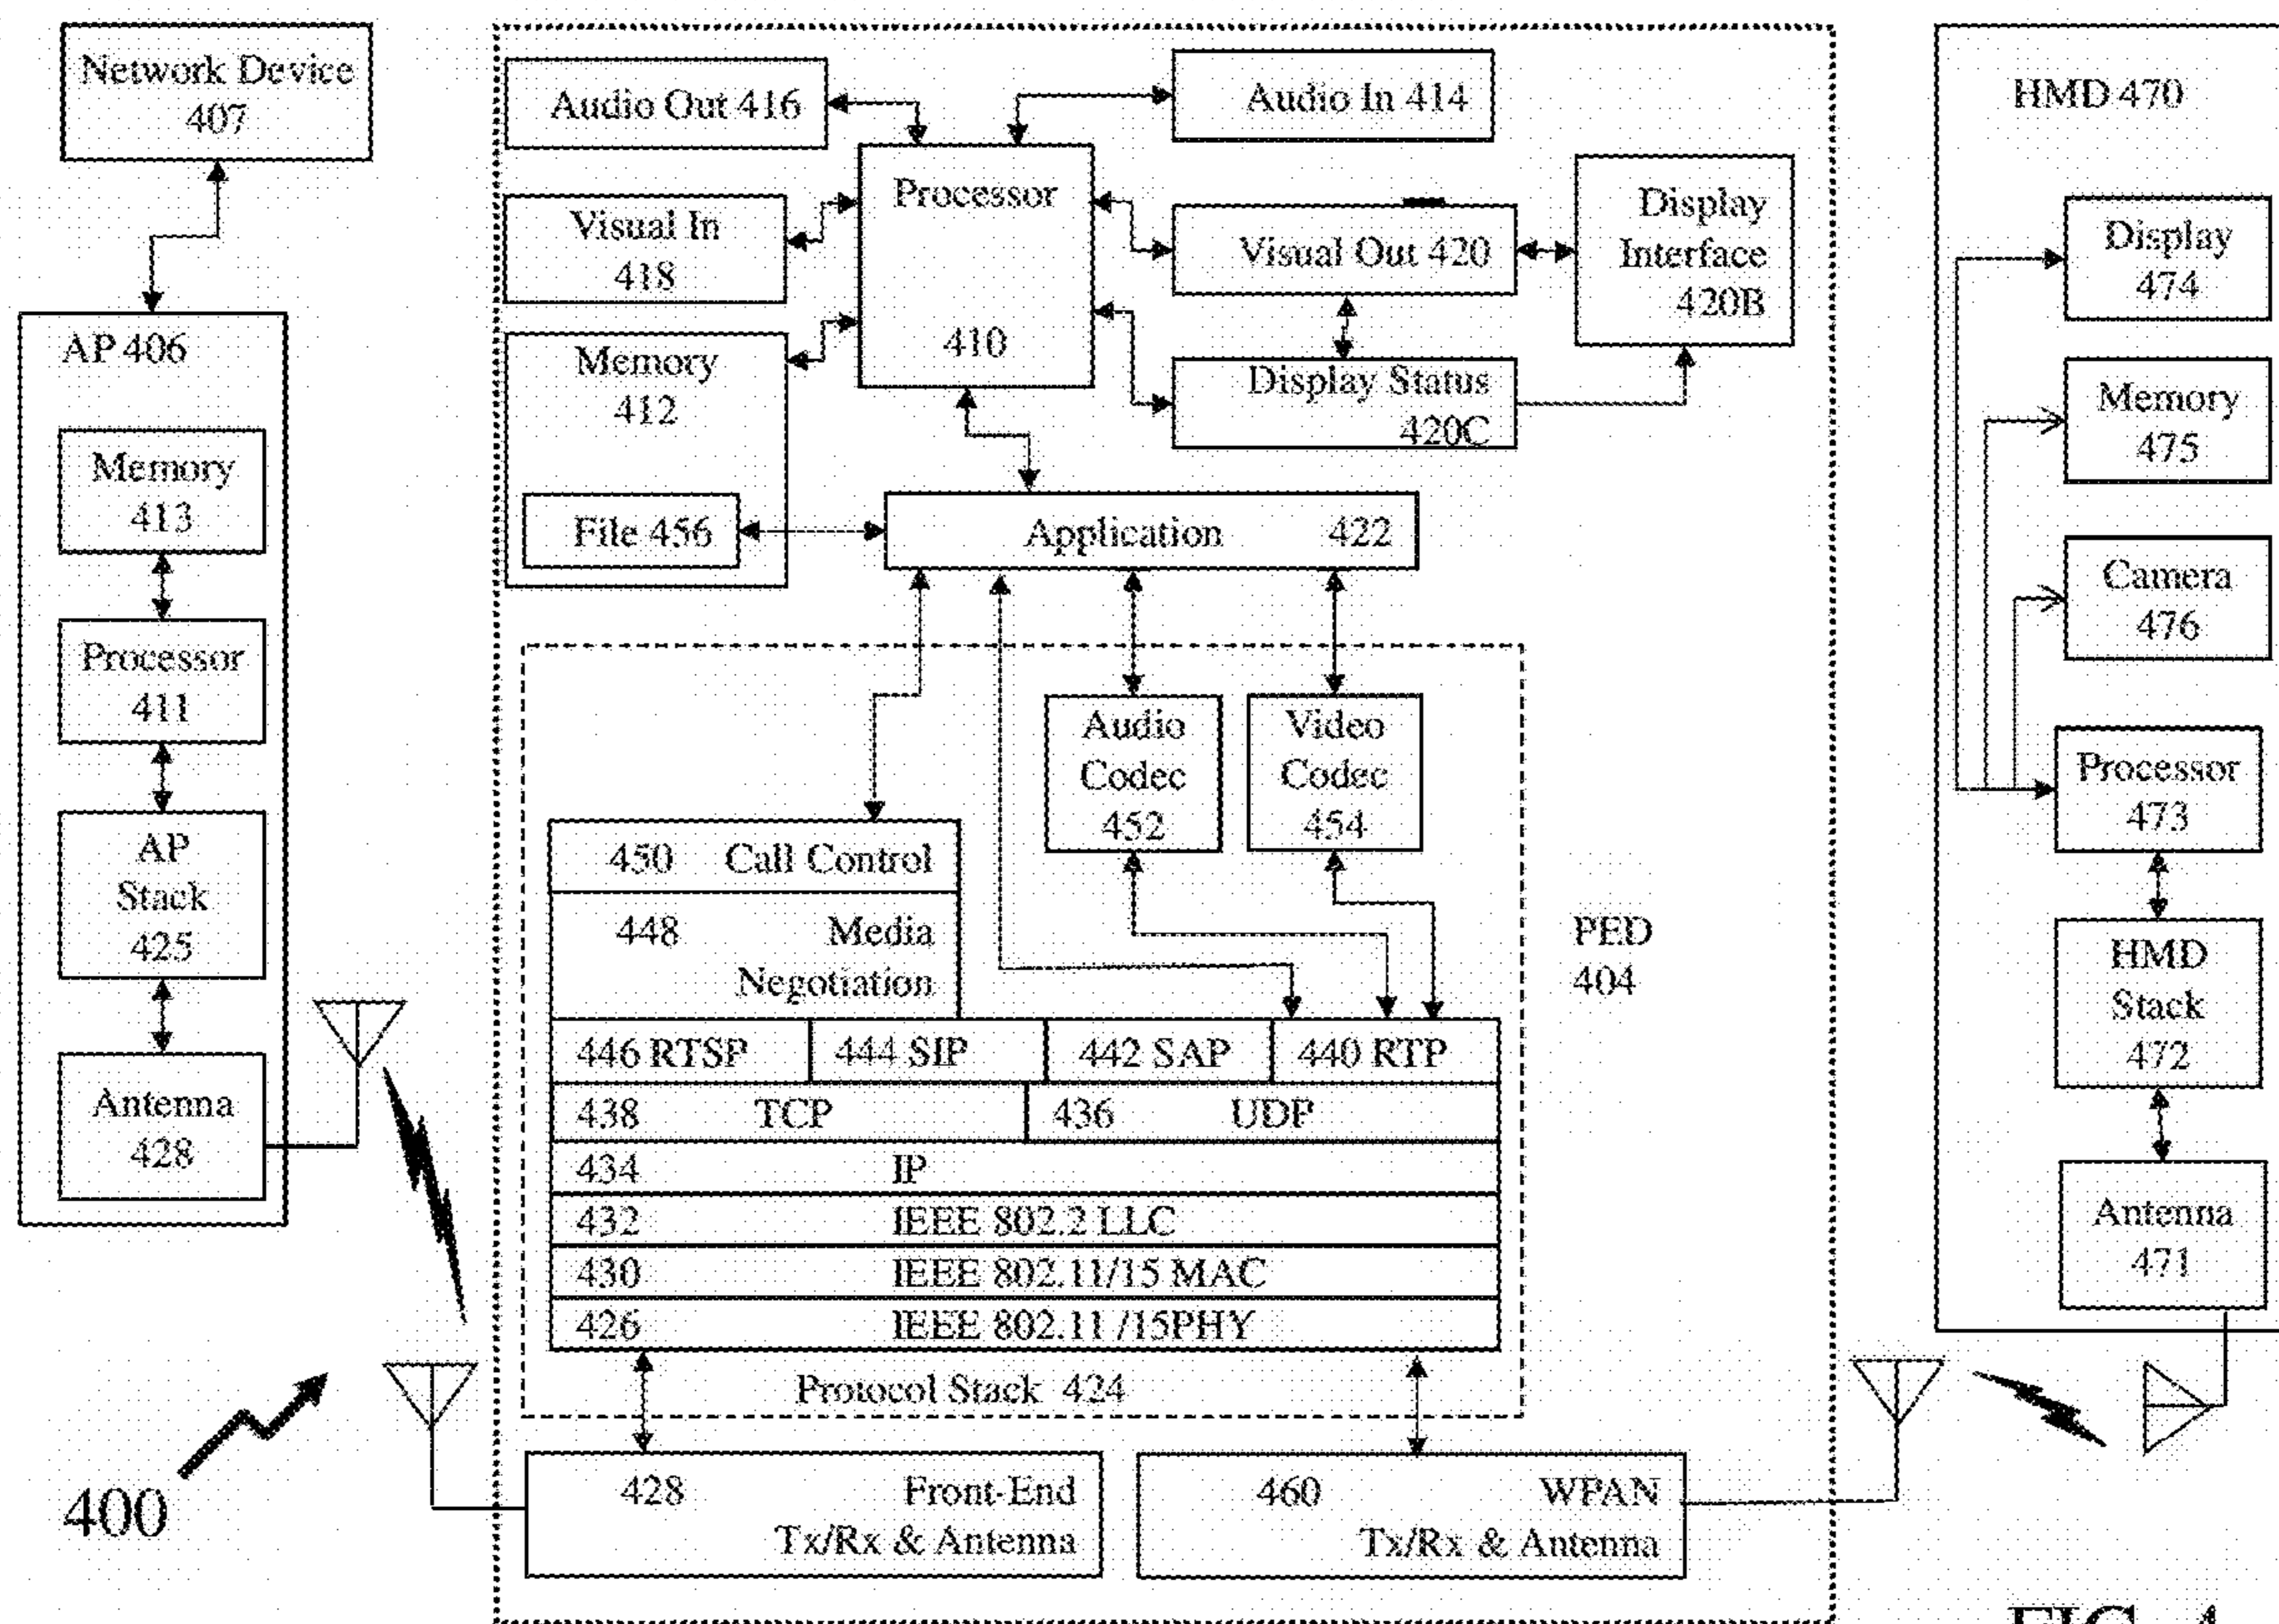 Network Device
407
AP 406
Memory
413
Processor
411
AP
Stack
425
Antenna
428
400
Audio Out 416
Audio In 414
Visual In
418
Processor
410
Visual Out 420
Display
Interface
420B
Memory
412
Display Status
420C
File 456
Application 422
Audio
Codec
452
Video
Codec
454
450 Call Control
448 Media
Negotiation
446 RTSP
444 SIP
442 SAP
440 RTP
438 TCP
436 UDP
434 IP
432 IEEE 802.2 LLC
430 IEEE 802.11/15 MAC
426 IEEE 802.11 /15PHY
Protocol Stack 424
428 Front-End
Tx/Rx & Antenna
460 WPAN
Tx/Rx & Antenna
PED
404
HMD 470
Display
474
Memory
475
Camera
476
Processor
473
HMD
Stack
472
Antenna
471
FIG. 4